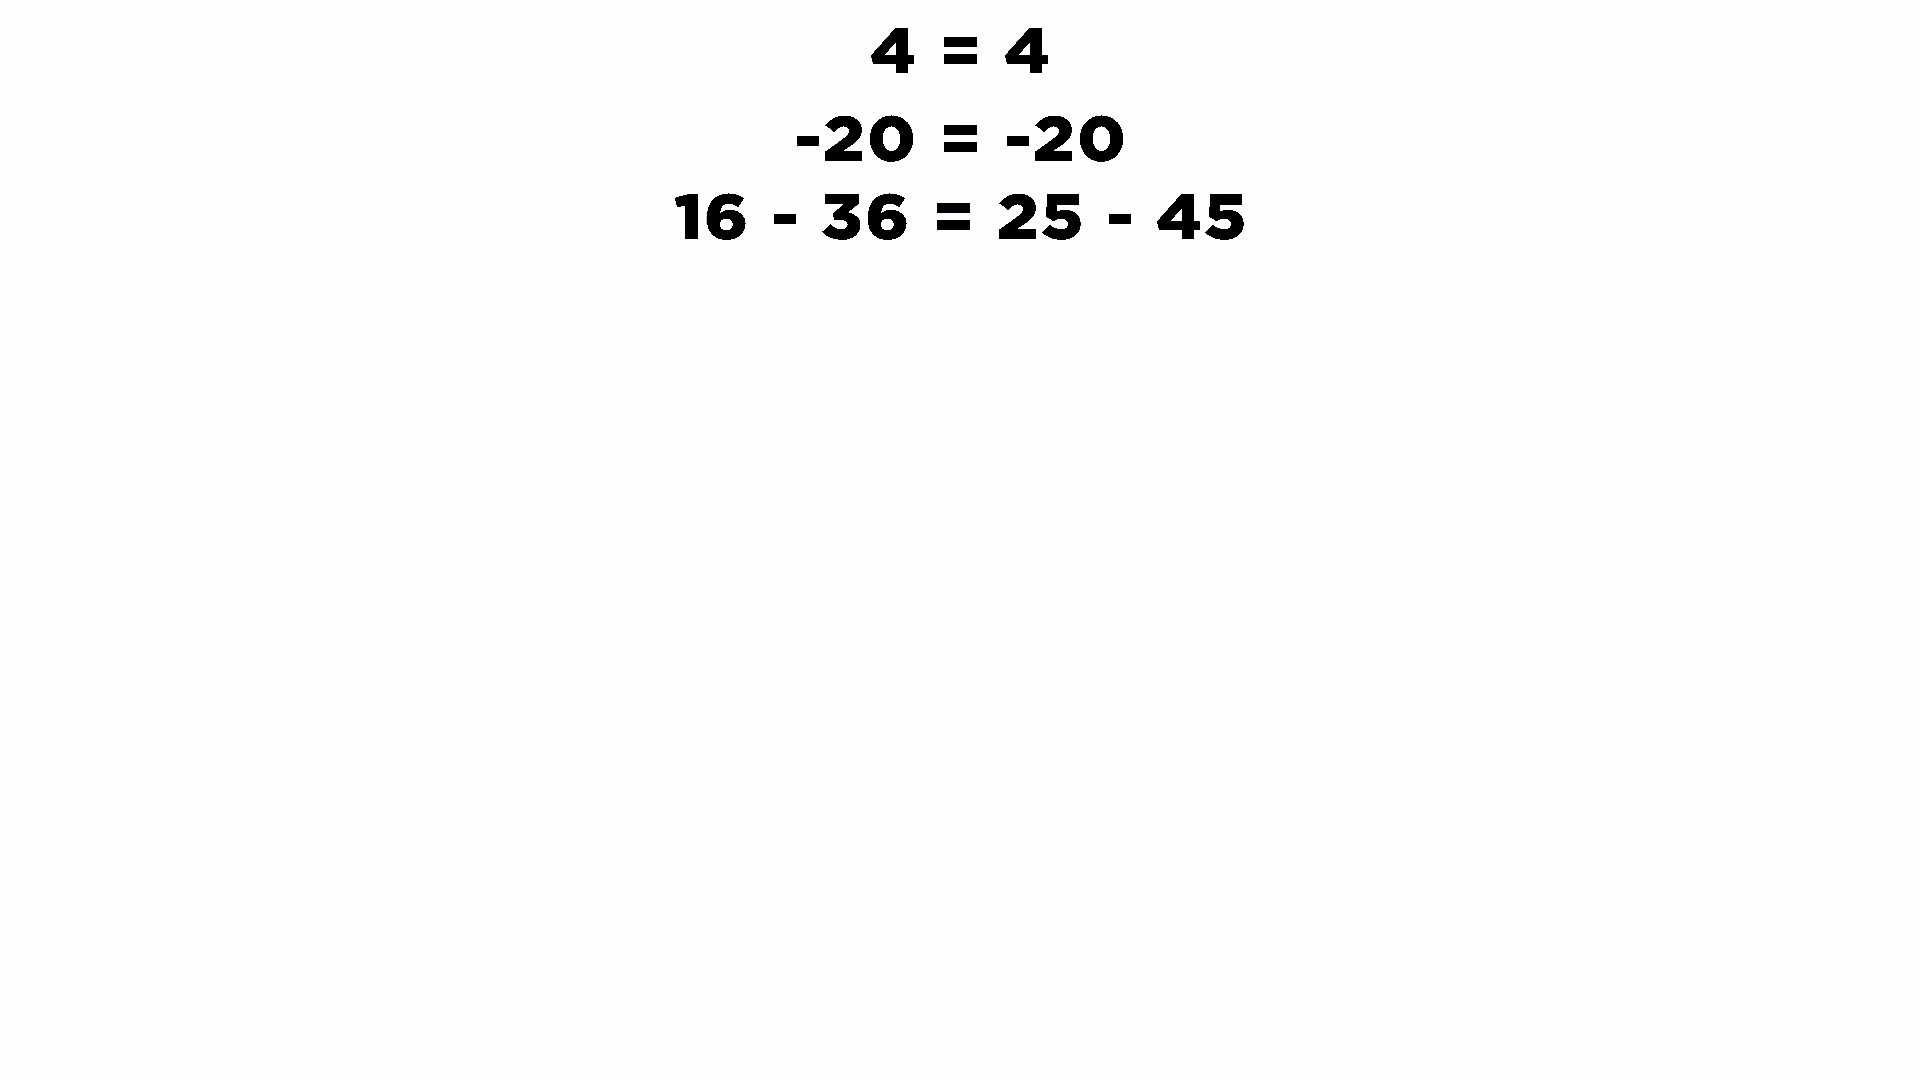 4 = 4
-20 = -20
16 - 36 = 25 - 45